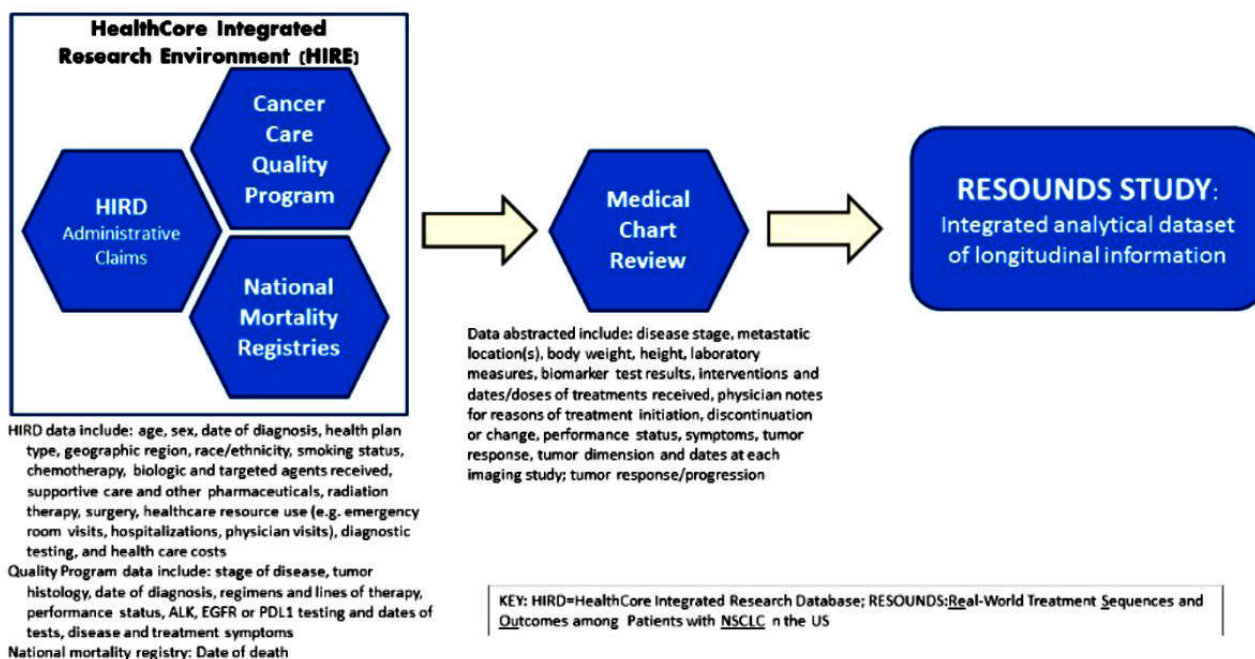 HealthCore Integrated
Research Environment (HIRE)
Cancer
Care
Quality
Program
HIRD
Administrative
Claims
National
Mortality
Registries
Medical
Chart
Review
RESOUNDS STUDY:
Integrated analytical dataset
of longitudinal information
HIRD data include: age, sex, date of diagnosis, health plan
type, geographic region, race/ethnicity, smoking status,
chemotherapy, biologic and targeted agents received,
supportive care and other pharmaceuticals, radiation
therapy, surgery, healthcare resource use (e.g. emergency
room visits, hospitalizations, physician visits), diagnostic
testing, and health care costs
Quality Program data include: stage of disease, tumor
histology, date of diagnosis, regimens and lines of therapy,
performance status, ALK, EGFR or PDL1 testing and dates of
tests, disease and treatment symptoms
National mortality registry: Date of death
Data abstracted include: disease stage, metastatic
location(s), body weight, height, laboratory
measures, biomarker test results, interventions and
dates/doses of treatments received, physician notes
for reasons of treatment initiation, discontinuation
or change, performance status, symptoms, tumor
response, tumor dimension and dates at each
imaging study; tumor response/progression
KEY: HIRD=HealthCore Integrated Research Database; RESOUNDS:Real-World Treatment Sequences and
Outcomes among Patients with NSCLC n the US